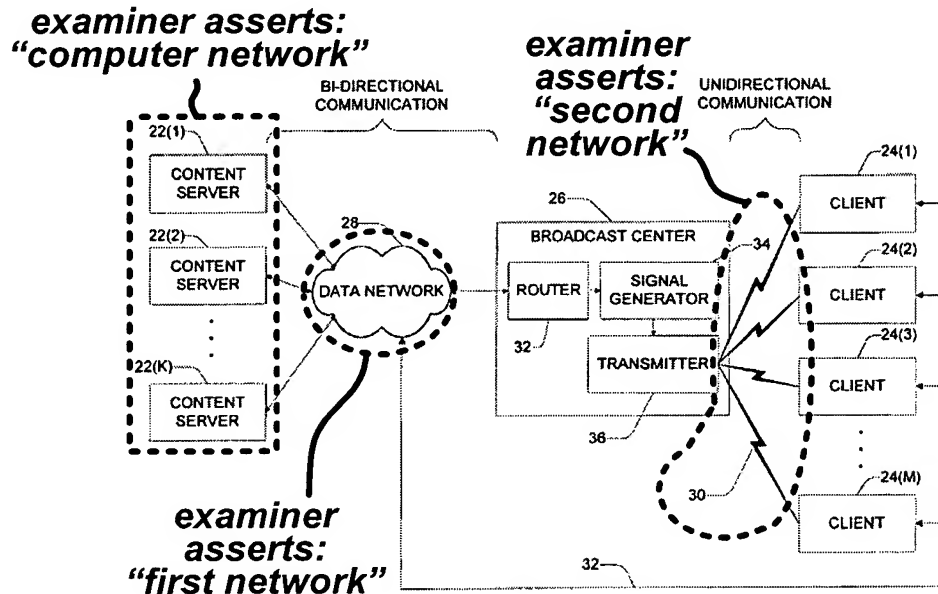 examiner asserts:
“computer network”
examiner
asserts:
“second
network”
BI-DIRECTIONAL
COMMUNICATION
UNIDIRECTIONAL
COMMUNICATION
22(1)
CONTENT
SERVER
22(2)
CONTENT
SERVER
22(K)
CONTENT
SERVER
28
DATA NETWORK
26
BROADCAST CENTER
34
ROUTER
32
SIGNAL
GENERATOR
TRANSMITTER
36
30
24(1)
CLIENT
24(2)
CLIENT
24(3)
CLIENT
24(M)
CLIENT
examiner
asserts:
“first network”
32